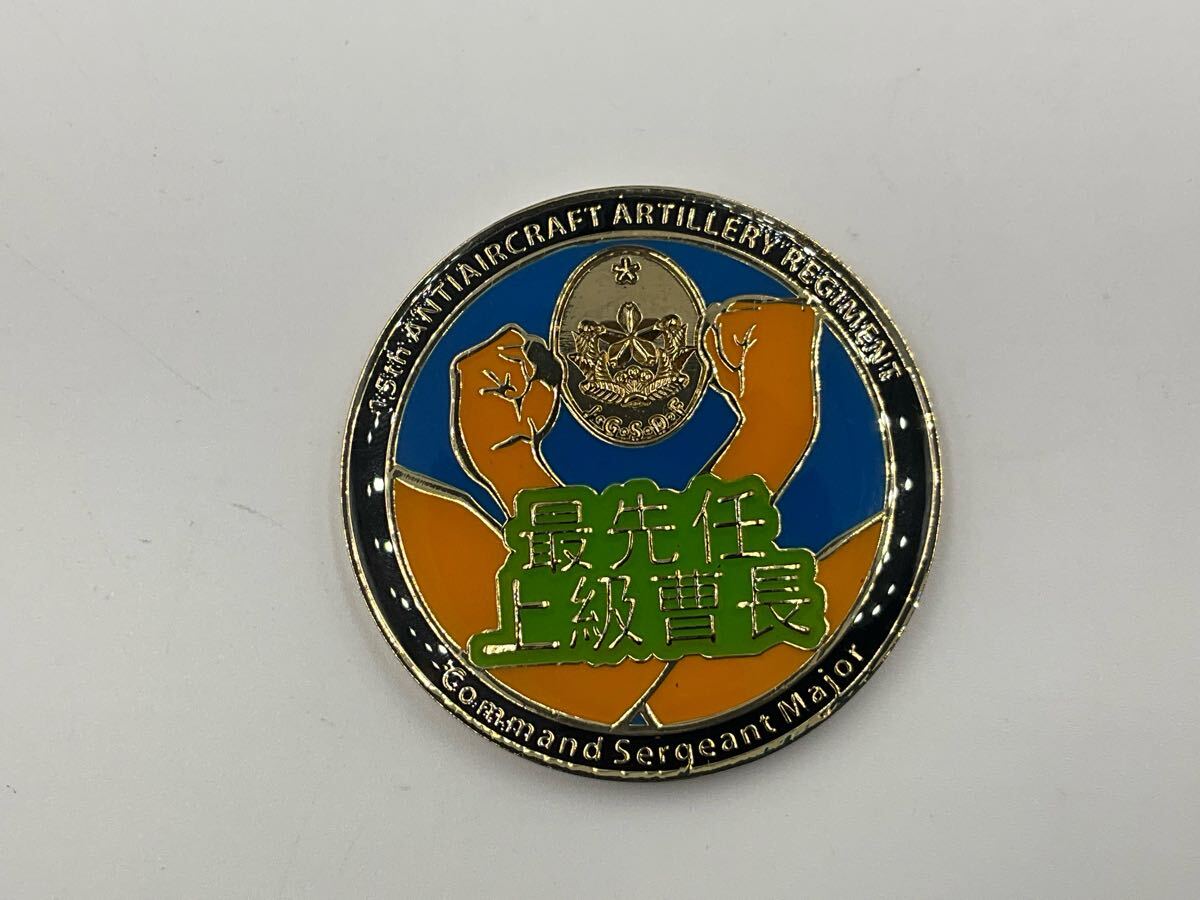 15th ANTIAIRCRAFT ARTILLERY REGIMENT
J・G・S・D・F
最先任
上級曹長
Command Sergeant Major